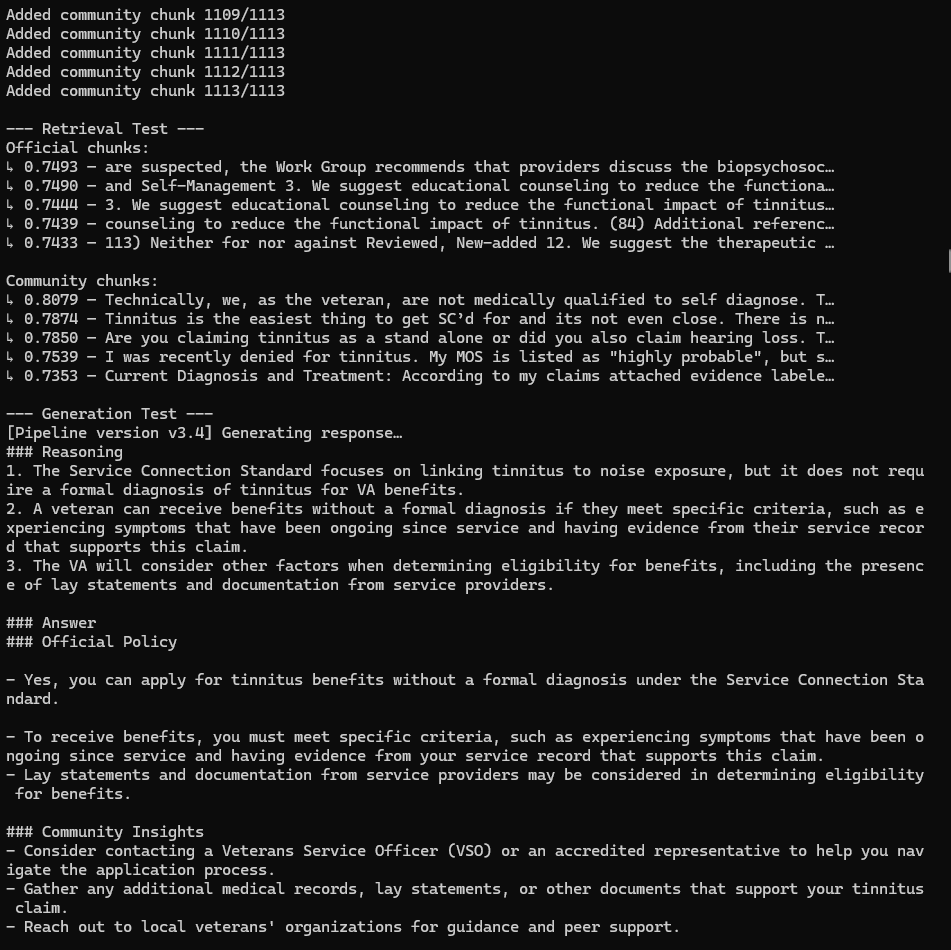 Added community chunk 1109/1113
Added community chunk 1110/1113
Added community chunk 1111/1113
Added community chunk 1112/1113
Added community chunk 1113/1113
--- Retrieval Test ---
Official chunks:
↳ 0.7493 — are suspected, the Work Group recommends that providers discuss the biopsychosoc…
↳ 0.7490 — and Self-Management 3. We suggest educational counseling to reduce the functiona…
↳ 0.7444 — 3. We suggest educational counseling to reduce the functional impact of tinnitus…
↳ 0.7439 — counseling to reduce the functional impact of tinnitus. (84) Additional referenc…
↳ 0.7433 — 113) Neither for nor against Reviewed, New-added 12. We suggest the therapeutic …
Community chunks:
↳ 0.8079 — Technically, we, as the veteran, are not medically qualified to self diagnose. T…
↳ 0.7874 — Tinnitus is the easiest thing to get SC’d for and its not even close. There is n…
↳ 0.7850 — Are you claiming tinnitus as a stand alone or did you also claim hearing loss. T…
↳ 0.7539 — I was recently denied for tinnitus. My MOS is listed as "highly probable", but s…
↳ 0.7353 — Current Diagnosis and Treatment: According to my claims attached evidence labele…
--- Generation Test ---
[Pipeline version v3.4] Generating response…
### Reasoning
1. The Service Connection Standard focuses on linking tinnitus to noise exposure, but it does not requ
ire a formal diagnosis of tinnitus for VA benefits.
2. A veteran can receive benefits without a formal diagnosis if they meet specific criteria, such as e
xperiencing symptoms that have been ongoing since service and having evidence from their service recor
d that supports this claim.
3. The VA will consider other factors when determining eligibility for benefits, including the presenc
e of lay statements and documentation from service providers.
### Answer
### Official Policy
- Yes, you can apply for tinnitus benefits without a formal diagnosis under the Service Connection Sta
ndard.
- To receive benefits, you must meet specific criteria, such as experiencing symptoms that have been o
ngoing since service and having evidence from your service record that supports this claim.
- Lay statements and documentation from service providers may be considered in determining eligibility
 for benefits.
### Community Insights
- Consider contacting a Veterans Service Officer (VSO) or an accredited representative to help you nav
igate the application process.
- Gather any additional medical records, lay statements, or other documents that support your tinnitus
 claim.
- Reach out to local veterans' organizations for guidance and peer support.